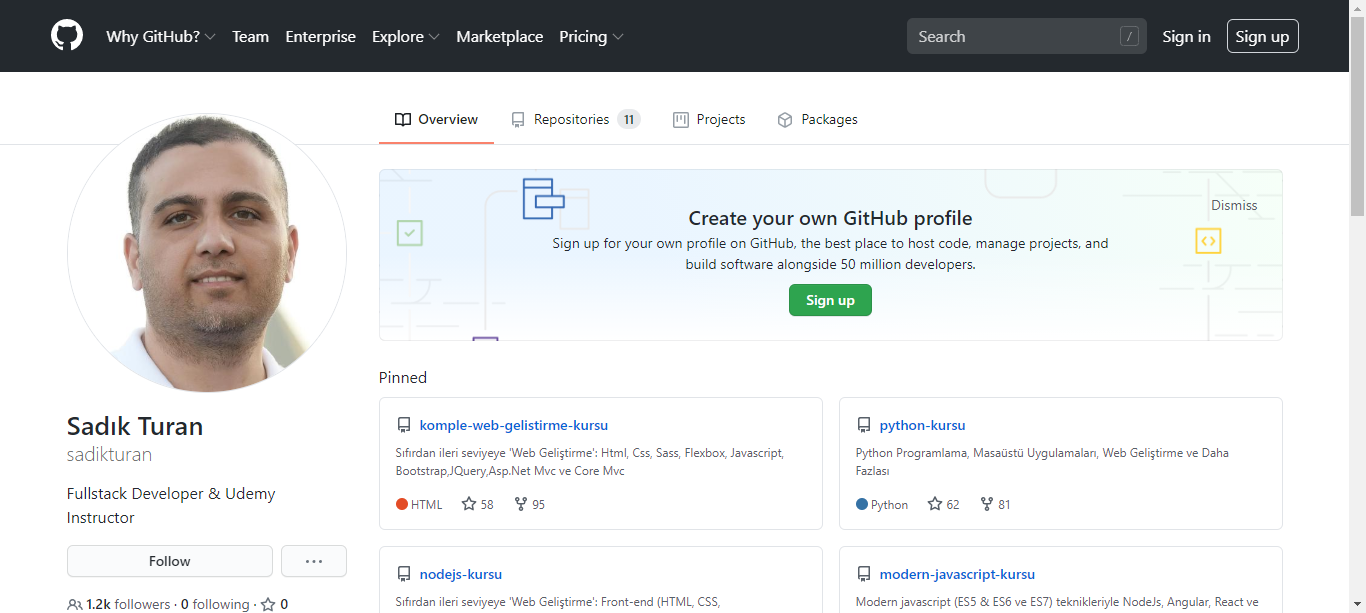 Why GitHub? Team Enterprise Explore Marketplace Pricing Search / Sign in Sign up
Overview Repositories 11 Projects Packages
Dismiss
Create your own GitHub profile
Sign up for your own profile on GitHub, the best place to host code, manage projects, and
build software alongside 50 million developers.
Sign up
Sadık Turan
sadikturan
Fullstack Developer & Udemy
Instructor
Follow ...
1.2k followers · 0 following · 0
Pinned
komple-web-gelistirme-kursu
Sıfırdan ileri seviyeye 'Web Geliştirme': Html, Css, Sass, Flexbox, Javascript,
Bootstrap,JQuery,Asp.Net Mvc ve Core Mvc
HTML 58 95
python-kursu
Python Programlama, Masaüstü Uygulamaları, Web Geliştirme ve Daha
Fazlası
Python 62 81
nodejs-kursu
Sıfırdan ileri seviyeye 'Web Geliştirme': Front-end (HTML, CSS,
modern-javascript-kursu
Modern javascript (ES5 & ES6 ve ES7) teknikleriyle NodeJs, Angular, React ve